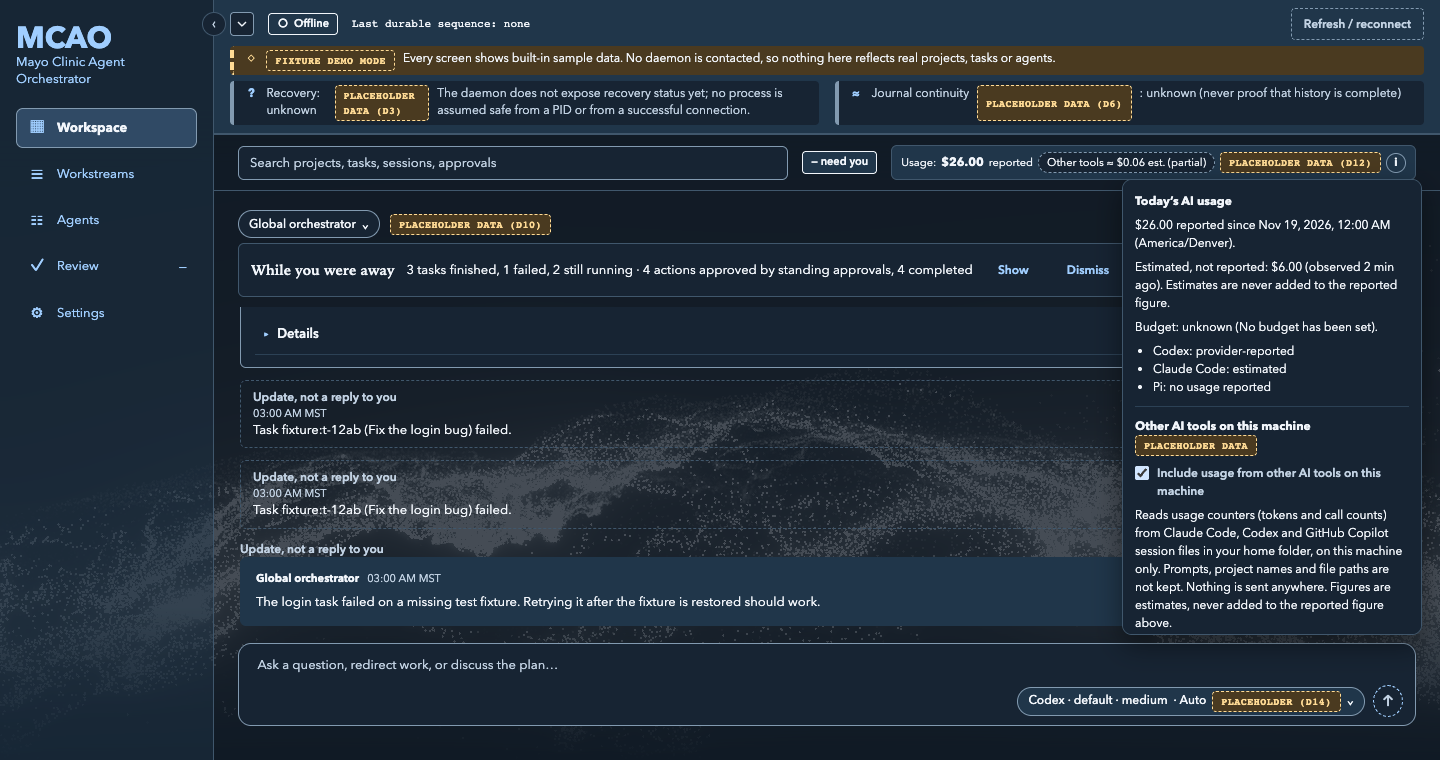 MCAO
Mayo Clinic Agent
Orchestrator
Workspace
Workstreams
Agents
Review –
Settings
Offline
Last durable sequence: none
Refresh / reconnect
FIXTURE DEMO MODE Every screen shows built-in sample data. No daemon is contacted, so nothing here reflects real projects, tasks or agents.
? Recovery:
unknown
PLACEHOLDER
DATA (D3)
The daemon does not expose recovery status yet; no process is
assumed safe from a PID or from a successful connection.
≈ Journal continuity PLACEHOLDER DATA (D6) : unknown (never proof that history is complete)
Search projects, tasks, sessions, approvals
– need you
Usage: $26.00 reported Other tools ≈ $0.06 est. (partial) PLACEHOLDER DATA (D12) i
Global orchestrator PLACEHOLDER DATA (D10)
While you were away 3 tasks finished, 1 failed, 2 still running · 4 actions approved by standing approvals, 4 completed Show Dismiss
Details
Update, not a reply to you
03:00 AM MST
Task fixture:t-12ab (Fix the login bug) failed.
Update, not a reply to you
03:00 AM MST
Task fixture:t-12ab (Fix the login bug) failed.
Update, not a reply to you
Global orchestrator 03:00 AM MST
The login task failed on a missing test fixture. Retrying it after the fixture is restored should work.
Today's AI usage
$26.00 reported since Nov 19, 2026, 12:00 AM
(America/Denver).
Estimated, not reported: $6.00 (observed 2 min
ago). Estimates are never added to the reported
figure.
Budget: unknown (No budget has been set).
• Codex: provider-reported
• Claude Code: estimated
• Pi: no usage reported
Other AI tools on this machine
PLACEHOLDER DATA
Include usage from other AI tools on this
machine
Reads usage counters (tokens and call counts)
from Claude Code, Codex and GitHub Copilot
session files in your home folder, on this machine
only. Prompts, project names and file paths are
not kept. Nothing is sent anywhere. Figures are
estimates, never added to the reported figure
above.
Ask a question, redirect work, or discuss the plan…
Codex · default · medium · Auto PLACEHOLDER (D14)